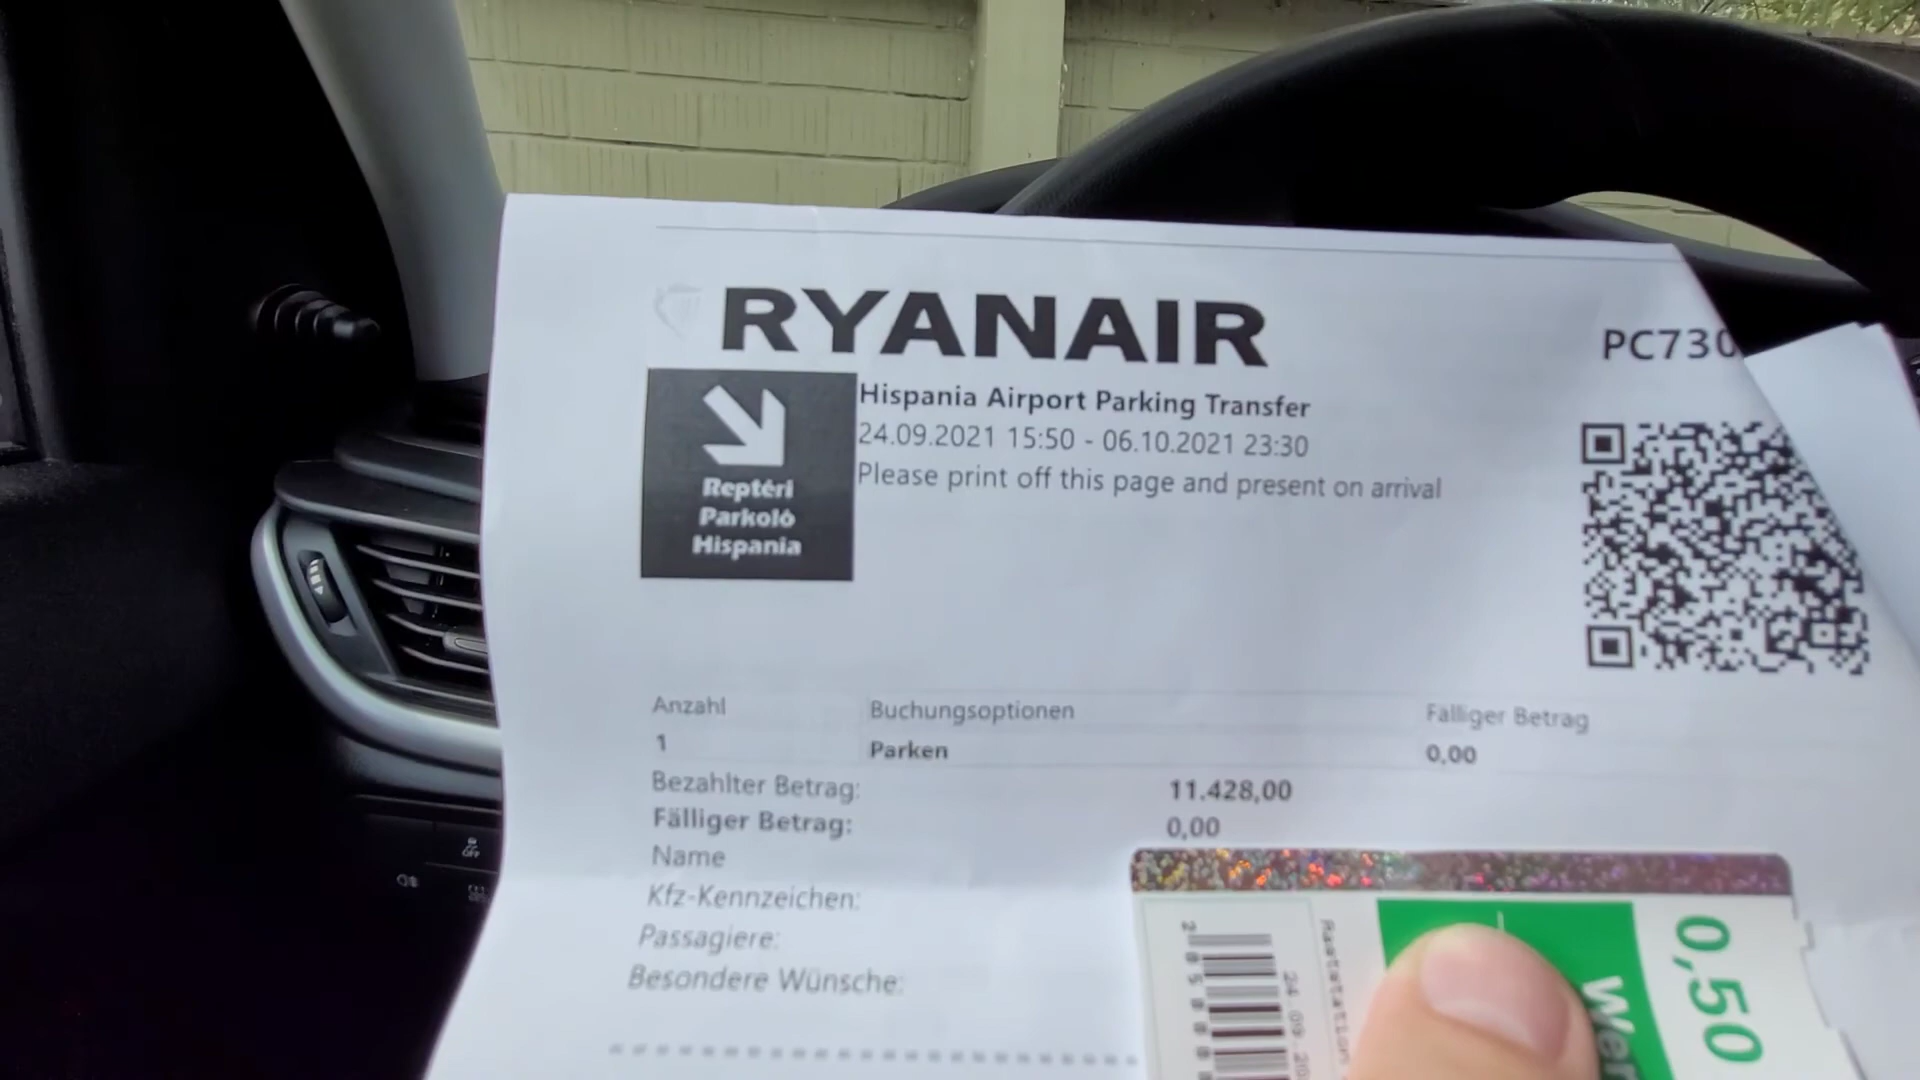 RYANAIR
PC730
Hispania Airport Parking Transfer
24.09.2021 15:50 - 06.10.2021 23:30
Please print off this page and present on arrival
Reptéri
Parkoló
Hispania
Anzahl Buchungsoptionen Fälliger Betrag
1 Parken 0,00
Bezahlter Betrag: 11.428,00
Fälliger Betrag: 0,00
Name
Kfz-Kennzeichen:
Passagiere:
Besondere Wünsche:
0,50
OFF